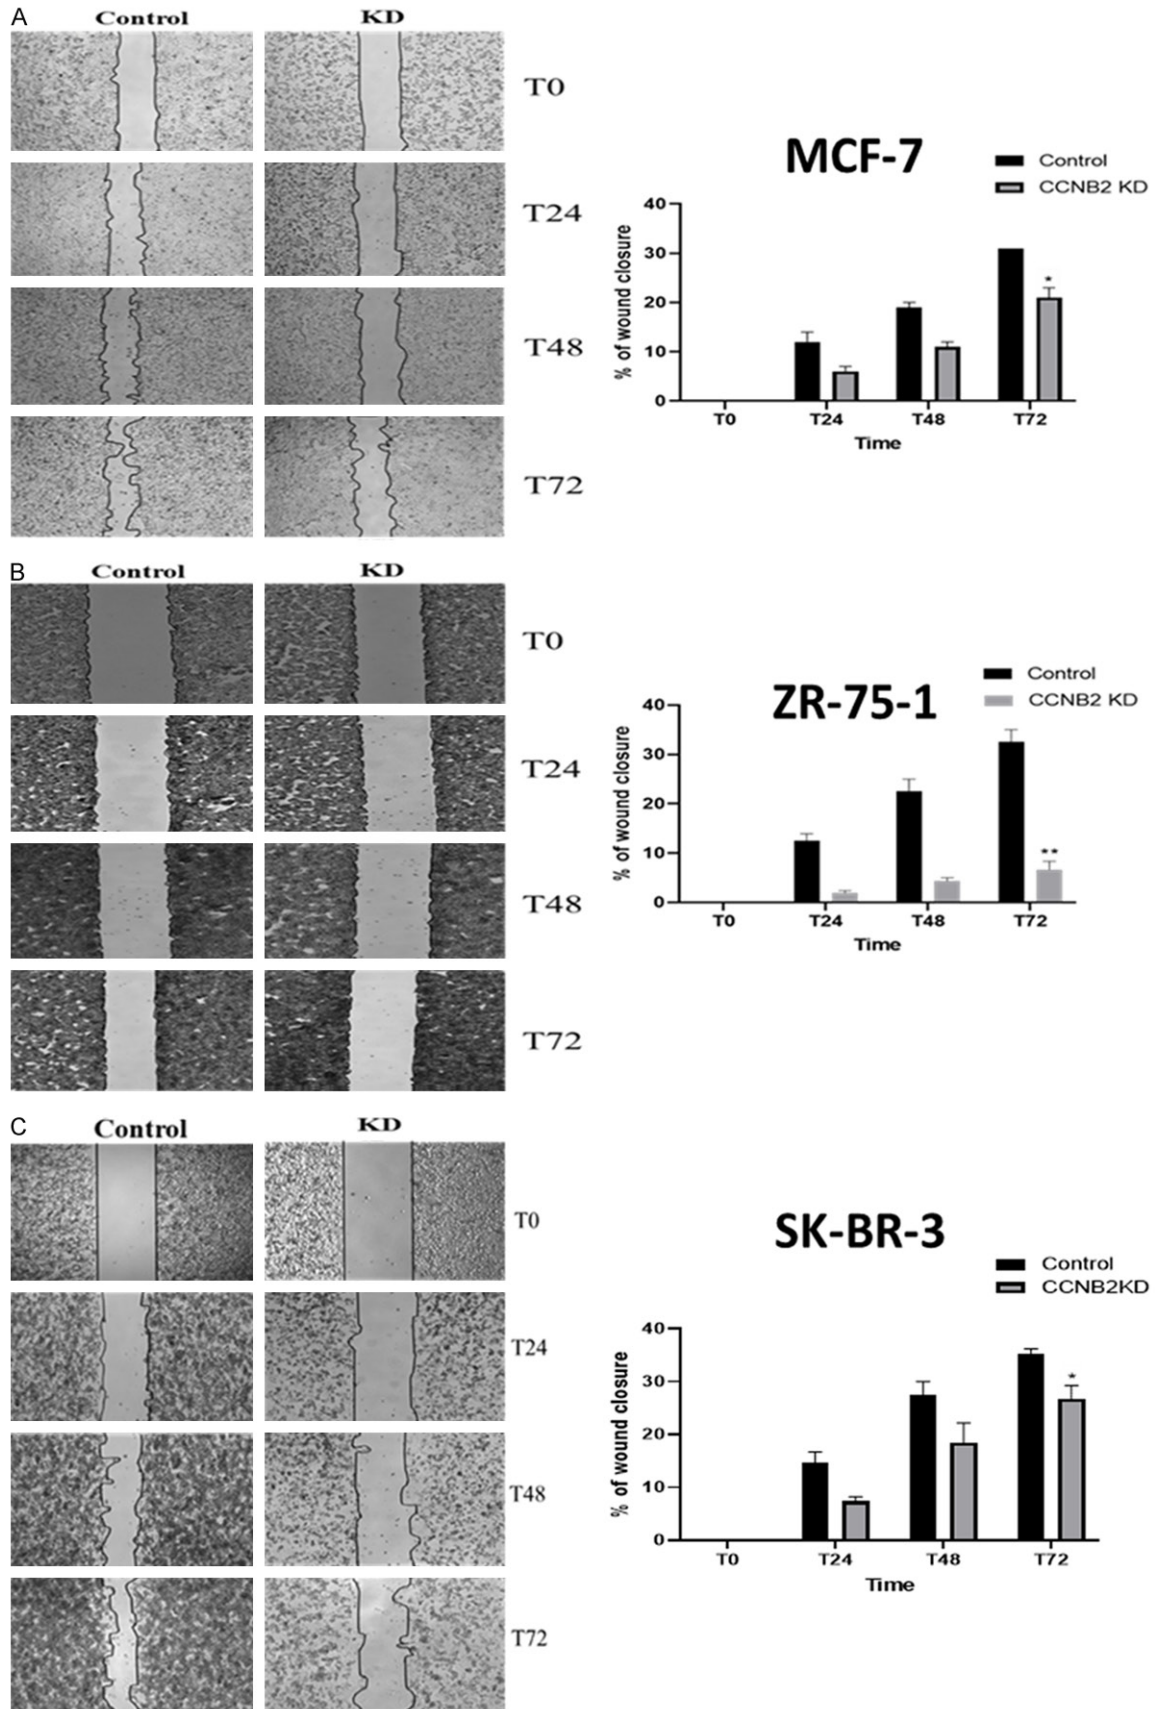 A
Control KD
T0
T24
T48
T72
MCF-7
Control
CCNB2 KD
% of wound closure
40
30
20
10
0
*
T0 T24 T48 T72
Time
B
Control KD
T0
T24
T48
T72
ZR-75-1
Control
CCNB2 KD
% of wound closure
40
30
20
10
0
**
T0 T24 T48 T72
Time
C
Control KD
T0
T24
T48
T72
SK-BR-3
Control
CCNB2KD
% of wound closure
40
30
20
10
0
*
T0 T24 T48 T72
Time